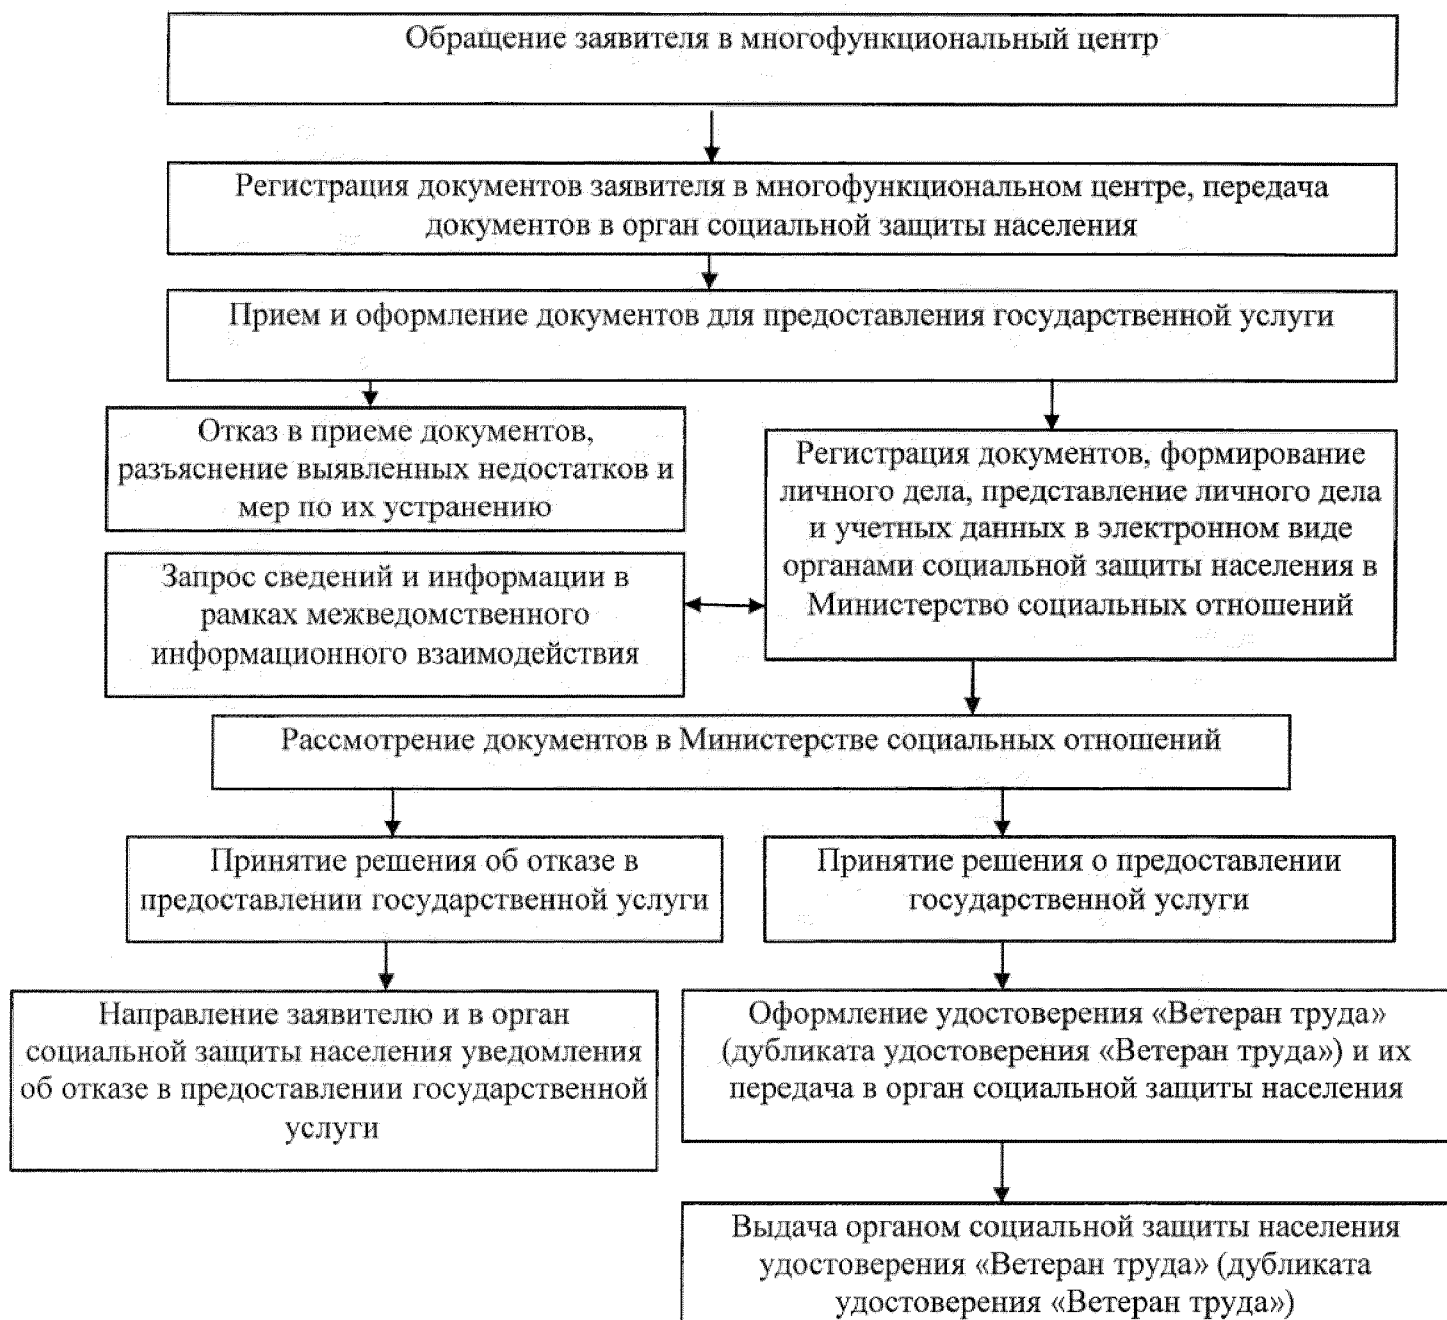 Обращение заявителя в многофункциональный центр
Регистрация документов заявителя в многофункциональном центре, передача
документов в орган социальной защиты населения
Прием и оформление документов для предоставления государственной услуги
Отказ в приеме документов,
разъяснение выявленных недостатков и
мер по их устранению
Регистрация документов, формирование
личного дела, представление личного дела
и учетных данных в электронном виде
органами социальной защиты населения в
Министерство социальных отношений
Запрос сведений и информации в
рамках межведомственного
информационного взаимодействия
Рассмотрение документов в Министерстве социальных отношений
Принятие решения об отказе в
предоставлении государственной услуги
Принятие решения о предоставлении
государственной услуги
Направление заявителю и в орган
социальной защиты населения уведомления
об отказе в предоставлении государственной
услуги
Оформление удостоверения «Ветеран труда»
(дубликата удостоверения «Ветеран труда») и их
передача в орган социальной защиты населения
Выдача органом социальной защиты населения
удостоверения «Ветеран труда» (дубликата
удостоверения «Ветеран труда»)